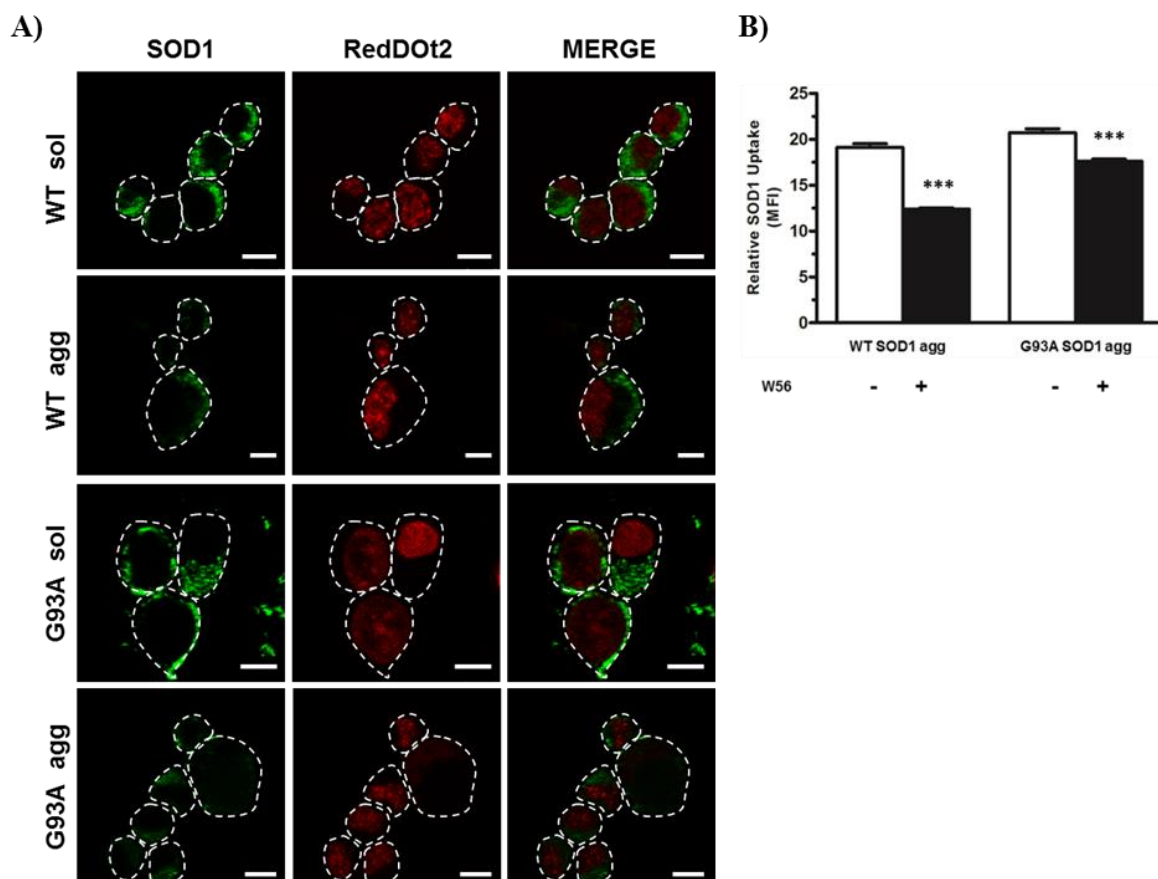 A)
B)
SOD1 RedDOt2 MERGE
WT sol
WT agg
G93A sol
G93A agg
Relative SOD1 Uptake
(MFI)
25
20
15
10
5
0
***
***
WT SOD1 agg G93A SOD1 agg
W56 - + - +